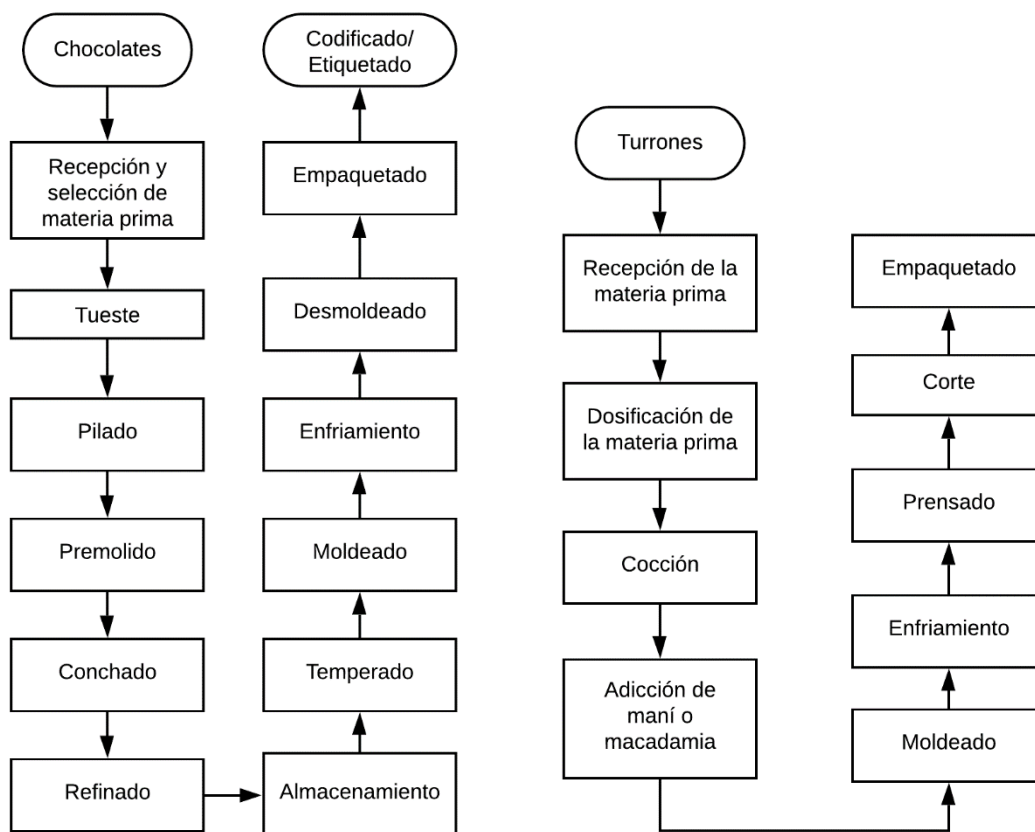 Chocolates
Recepción y
selección de
materia prima
Tueste
Pilado
Premolido
Conchado
Refinado
Almacenamiento
Temperado
Moldeado
Enfriamiento
Desmoldeado
Empaquetado
Codificado/
Etiquetado
Turrones
Recepción de la
materia prima
Dosificación de
la materia prima
Cocción
Adicción de
maní o
macadamia
Moldeado
Enfriamiento
Prensado
Corte
Empaquetado